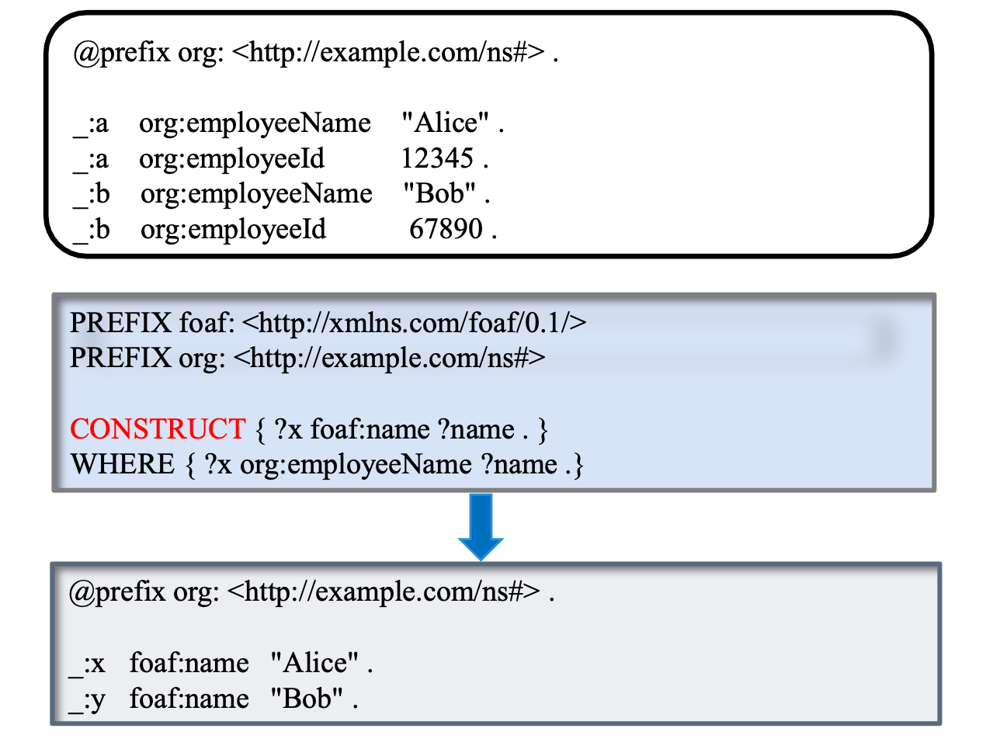 @prefix org: <http://example.com/ns#> .
_:a org:employeeName "Alice" .
_:a org:employeeId 12345 .
_:b org:employeeName "Bob" .
_:b org:employeeId 67890 .
PREFIX foaf: <http://xmlns.com/foaf/0.1/>
PREFIX org: <http://example.com/ns#>
CONSTRUCT { ?x foaf:name ?name . }
WHERE { ?x org:employeeName ?name .}
@prefix org: <http://example.com/ns#> .
_:x foaf:name "Alice" .
_:y foaf:name "Bob" .